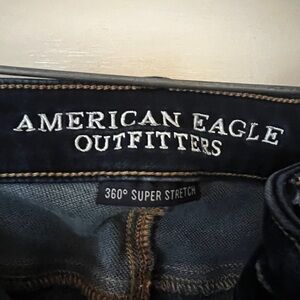 AMERICAN EAGLE
OUTFITTERS
360° SUPER STRETCH